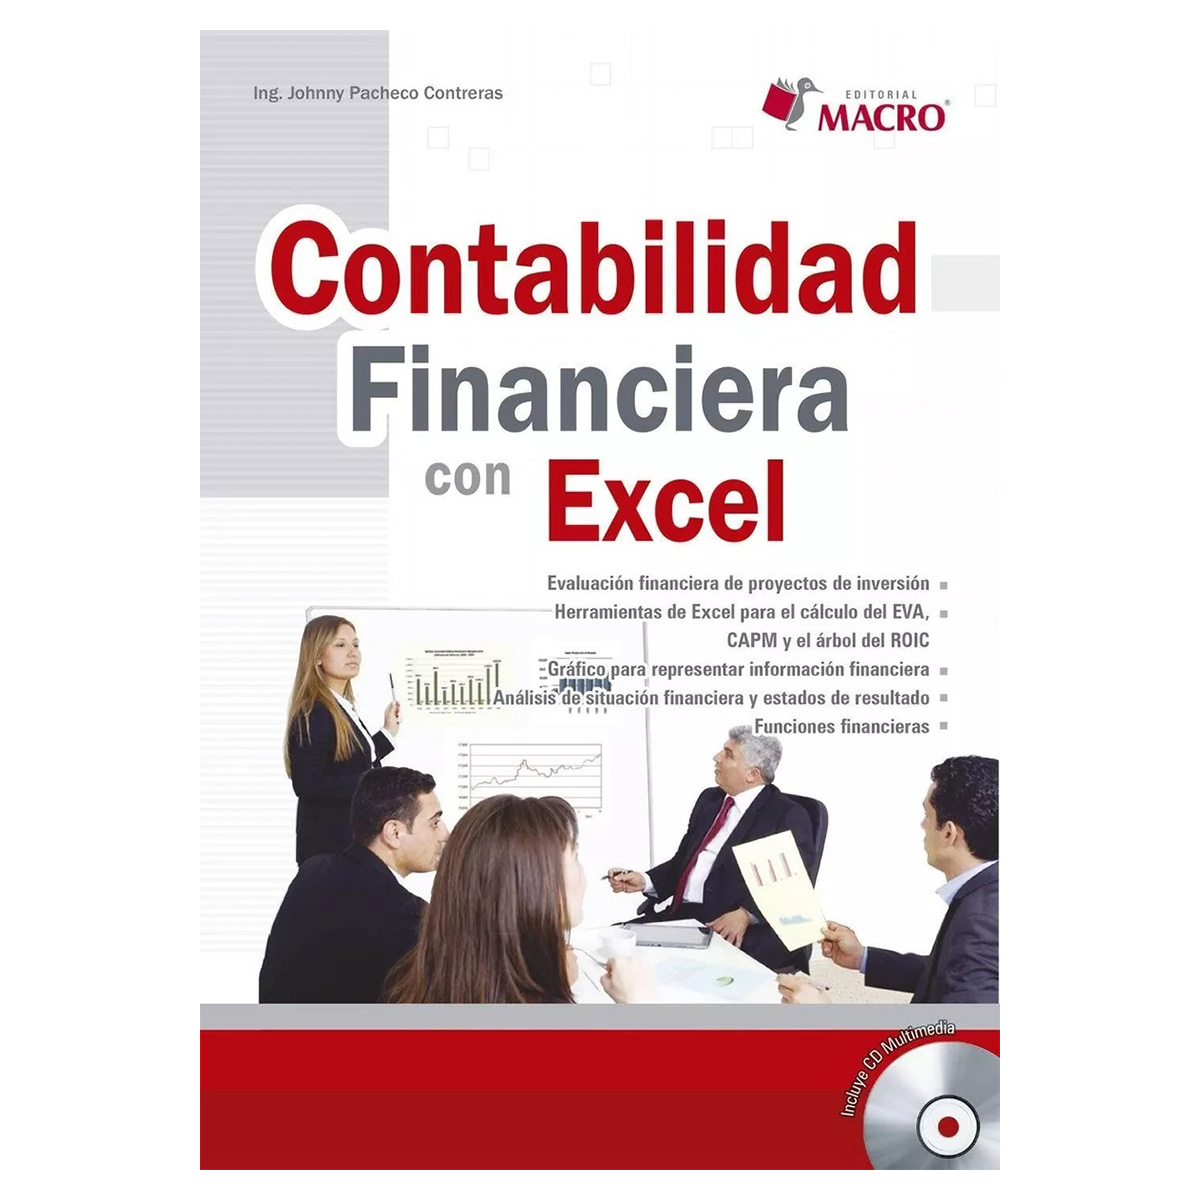 Ing. Johnny Pacheco Contreras
EDITORIAL
MACRO®
Contabilidad
Financiera
con Excel
Evaluación financiera de proyectos de inversión
Herramientas de Excel para el cálculo del EVA,
CAPM y el árbol del ROIC
Gráfico para representar información financiera
Análisis de situación financiera y estados de resultado
Funciones financieras
Incluye CD Multimedia